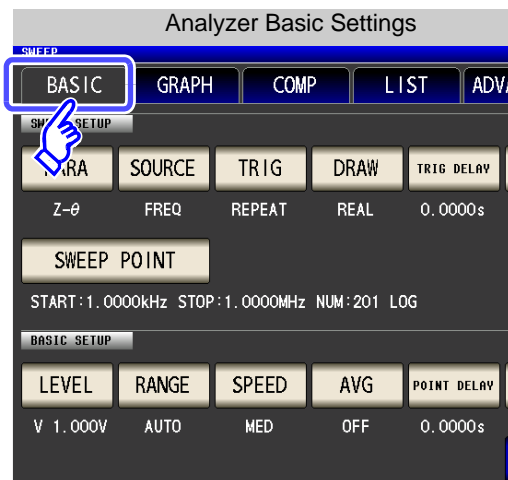 Analyzer Basic Settings
SWEEP
BASIC GRAPH COMP LIST ADV
SETUP
SOURCE TRIG DRAW TRIG DELAY
Z-θ FREQ REPEAT REAL 0.0000s
SWEEP POINT
START:1.0000kHz STOP:1.0000MHz NUM:201 LOG
BASIC SETUP
LEVEL RANGE SPEED AVG POINT DELAY
V 1.000V AUTO MED OFF 0.0000s